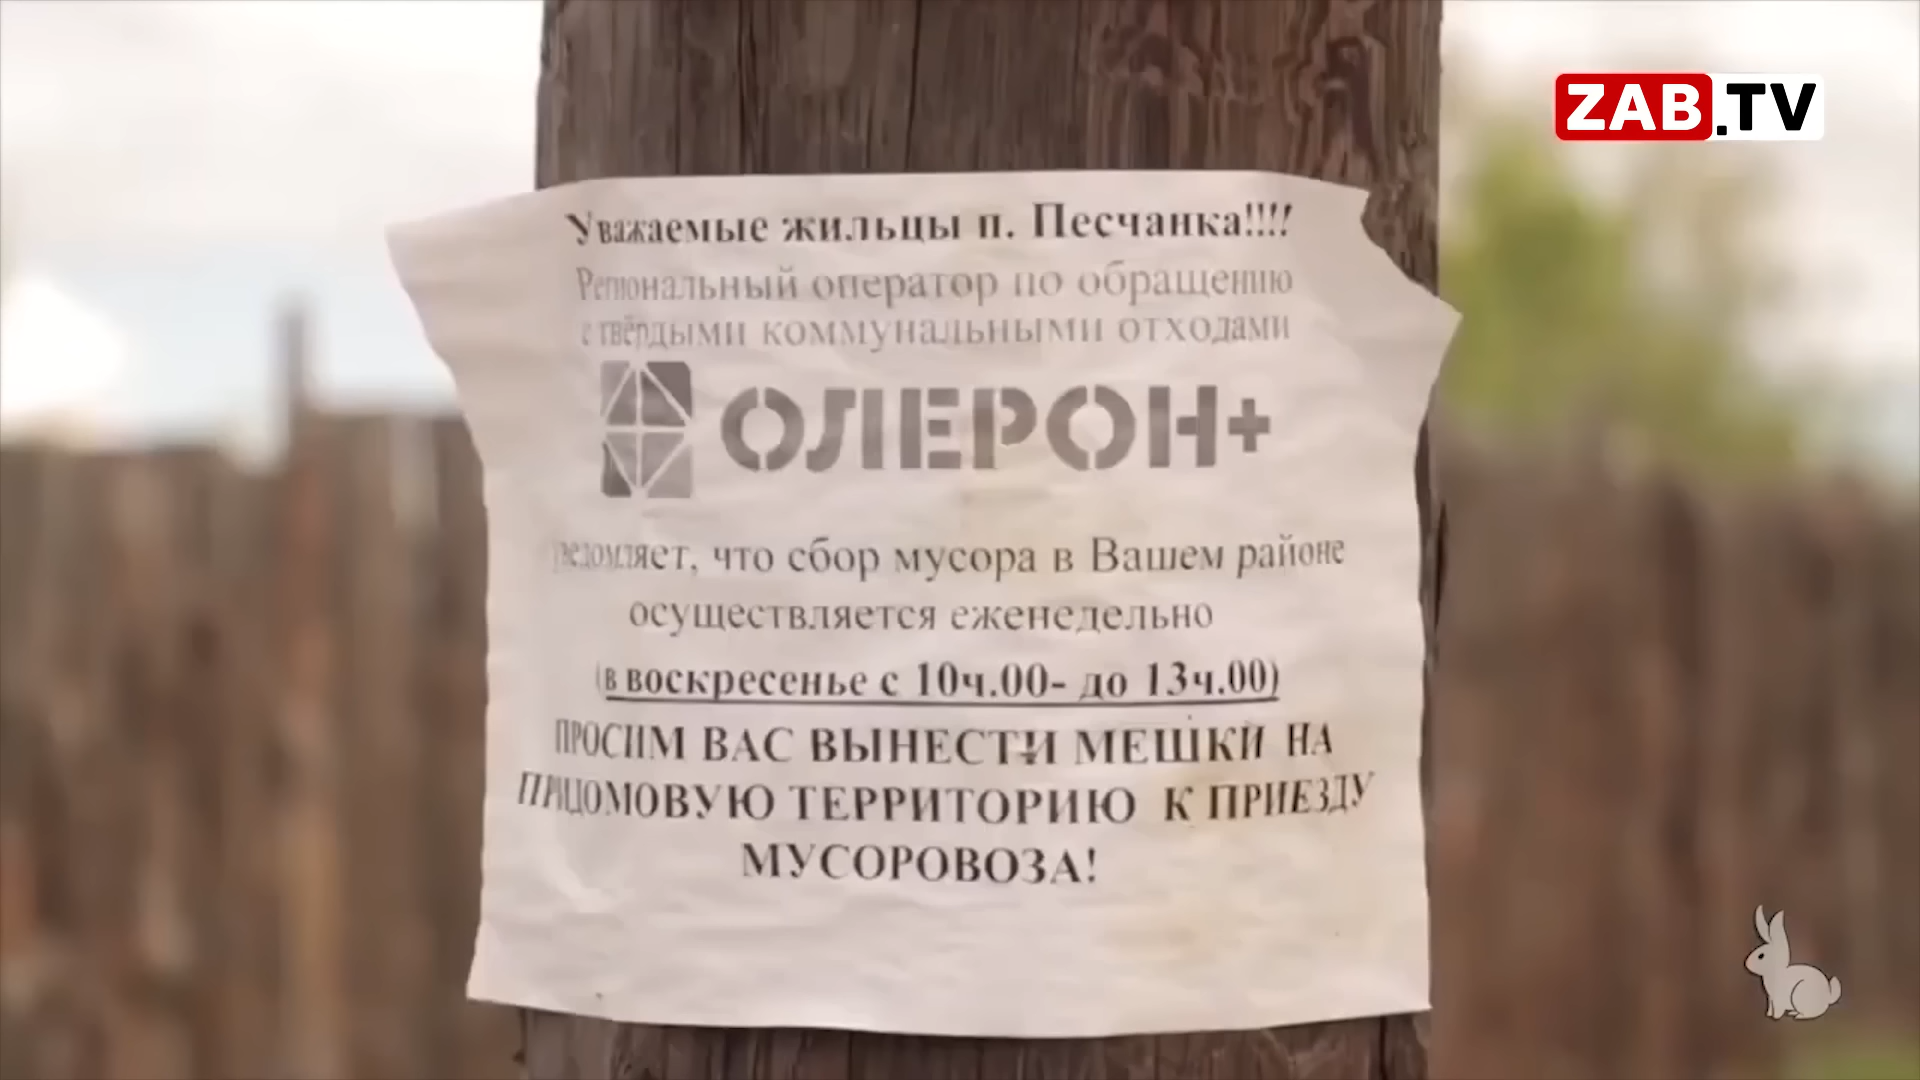 ZAB.TV
Уважаемые жильцы п. Песчанка!!!!
Региональный оператор по обращению
с твёрдыми коммунальными отходами
ОЛЕРОН+
что сбор мусора в Вашем районе
осуществляется еженедельно
(в воскресенье с 10ч.00- до 13ч.00)
ПРОСИМ ВАС ВЫНЕСТИ МЕШКИ НА
ПРИДОМОВУЮ ТЕРРИТОРИЮ К ПРИЕЗДУ
МУСОРОВОЗА!